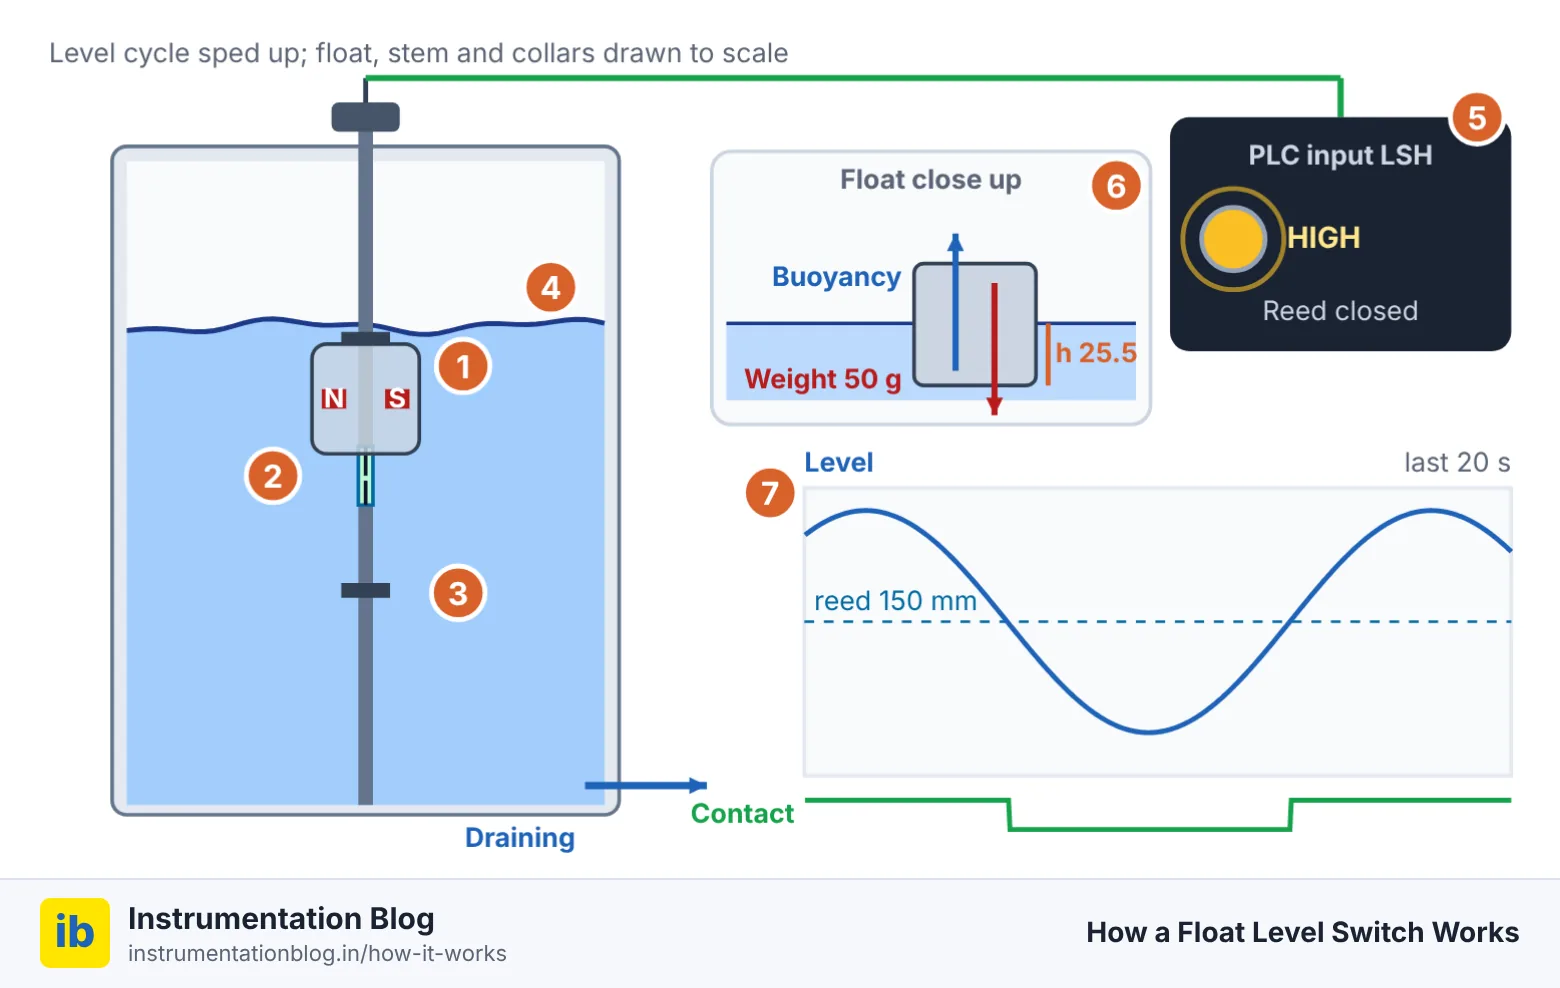 Level cycle sped up; float, stem and collars drawn to scale
5
PLC input LSH
HIGH
Reed closed
Float close up
6
Buoyancy
h 25.5
Weight 50 g
4
1
N S
2
3
Level
last 20 s
7
reed 150 mm
Contact
Draining
ib
Instrumentation Blog
instrumentationblog.in/how-it-works
How a Float Level Switch Works